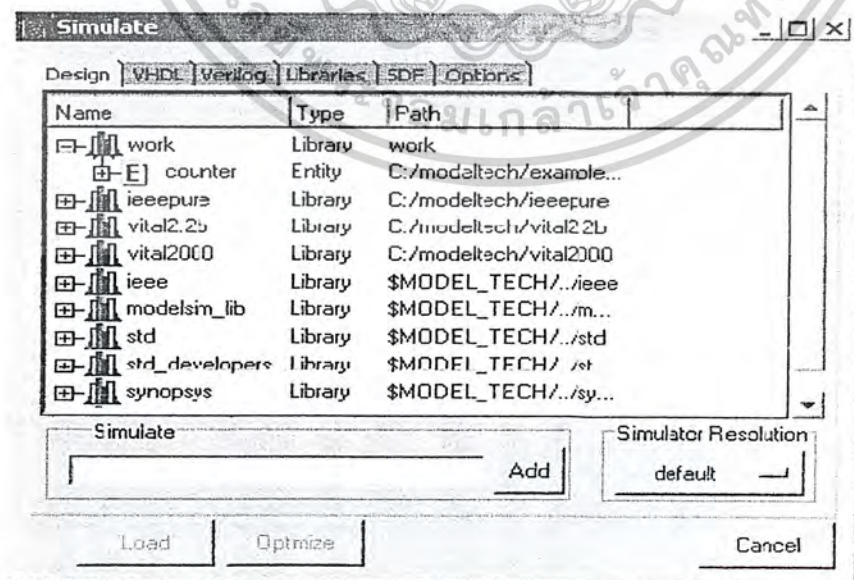 Simulate
Design VHDL Verilog Libraries SDF Options
Name Type Path
work Library work
E counter Entity C:/modeltech/example...
ieeepure Library C:/modeltech/ieeepure
vital2.2b Library C:/modeltech/vital2.2b
vital2000 Library C:/modeltech/vital2000
ieee Library $MODEL_TECH/../ieee
modelsim_lib Library $MODEL_TECH/../m...
std Library $MODEL_TECH/../std
std_developers Library $MODEL_TECH/../st
synopsys Library $MODEL_TECH/../sy...
Simulate
Simulator Resolution
Add
default
Load Optimize Cancel